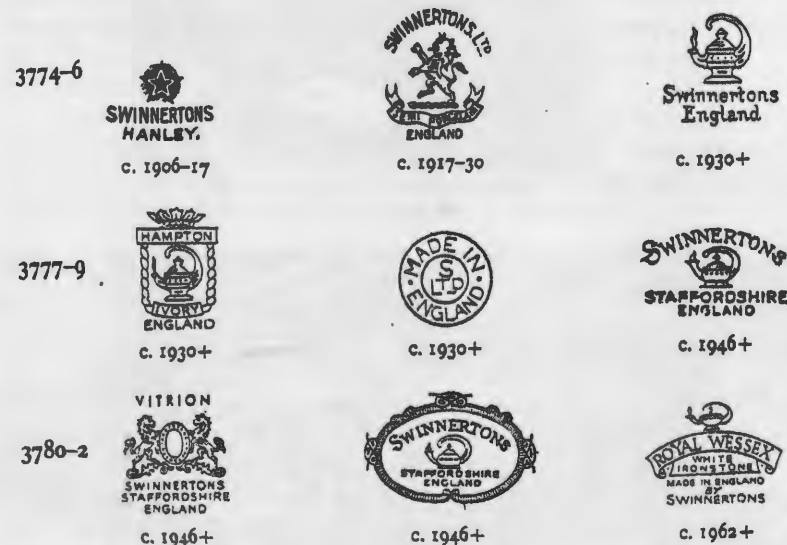 3774-6
SWINNERTONS
HANLEY.
c. 1906-17
SWINNERTONS, LTD
SEMI PORCELAIN
ENGLAND
c. 1917-30
Swinnertons
England
c. 1930+
3777-9
HAMPTON
IVORY
ENGLAND
c. 1930+
MADE IN
S
LTD
ENGLAND
c. 1930+
SWINNERTONS
STAFFORDSHIRE
ENGLAND
c. 1946+
3780-2
VITRION
SWINNERTONS
STAFFORDSHIRE
ENGLAND
c. 1946+
SWINNERTONS
STAFFORDSHIRE
ENGLAND
c. 1946+
ROYAL WESSEX
WHITE
IRONSTONE
MADE IN ENGLAND
BY
SWINNERTONS
c. 1962+